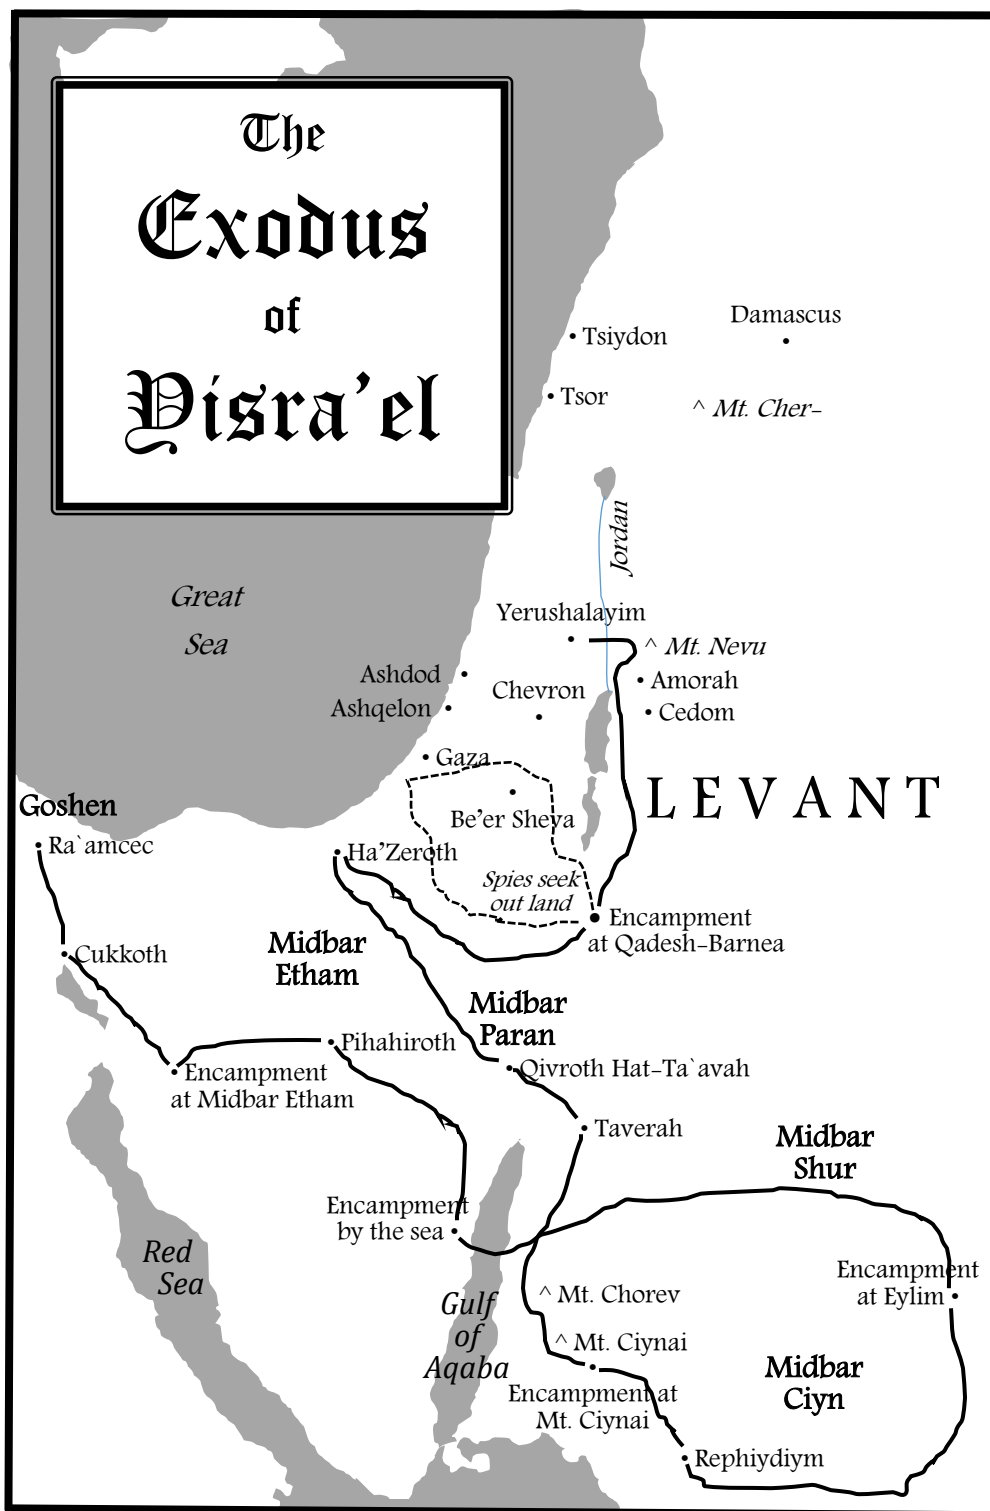 The
Exodus
of
Yisra'el
Damascus
Tsiydon
Tsor
^ Mt. Cher-
Jordan
Great
Sea
Yerushalayim
^ Mt. Nevu
Ashdod
Amorah
Chevron
Ashqelon
Cedom
Gaza
LEVANT
Goshen
Be'er Sheva
Ra`amcec
Ha'Zeroth
Spies seek
out land
Encampment
at Qadesh-Barnea
Midbar
Etham
Cukkoth
Midbar
Paran
Pihahiroth
Qivroth Hat-Ta`avah
Encampment
at Midbar Etham
Taverah
Midbar
Shur
Encampment
by the sea
Red
Sea
Encampment
at Eylim
^ Mt. Chorev
Gulf
of
Aqaba
^ Mt. Ciynai
Midbar
Ciyn
Encampment at
Mt. Ciynai
Rephiydiym